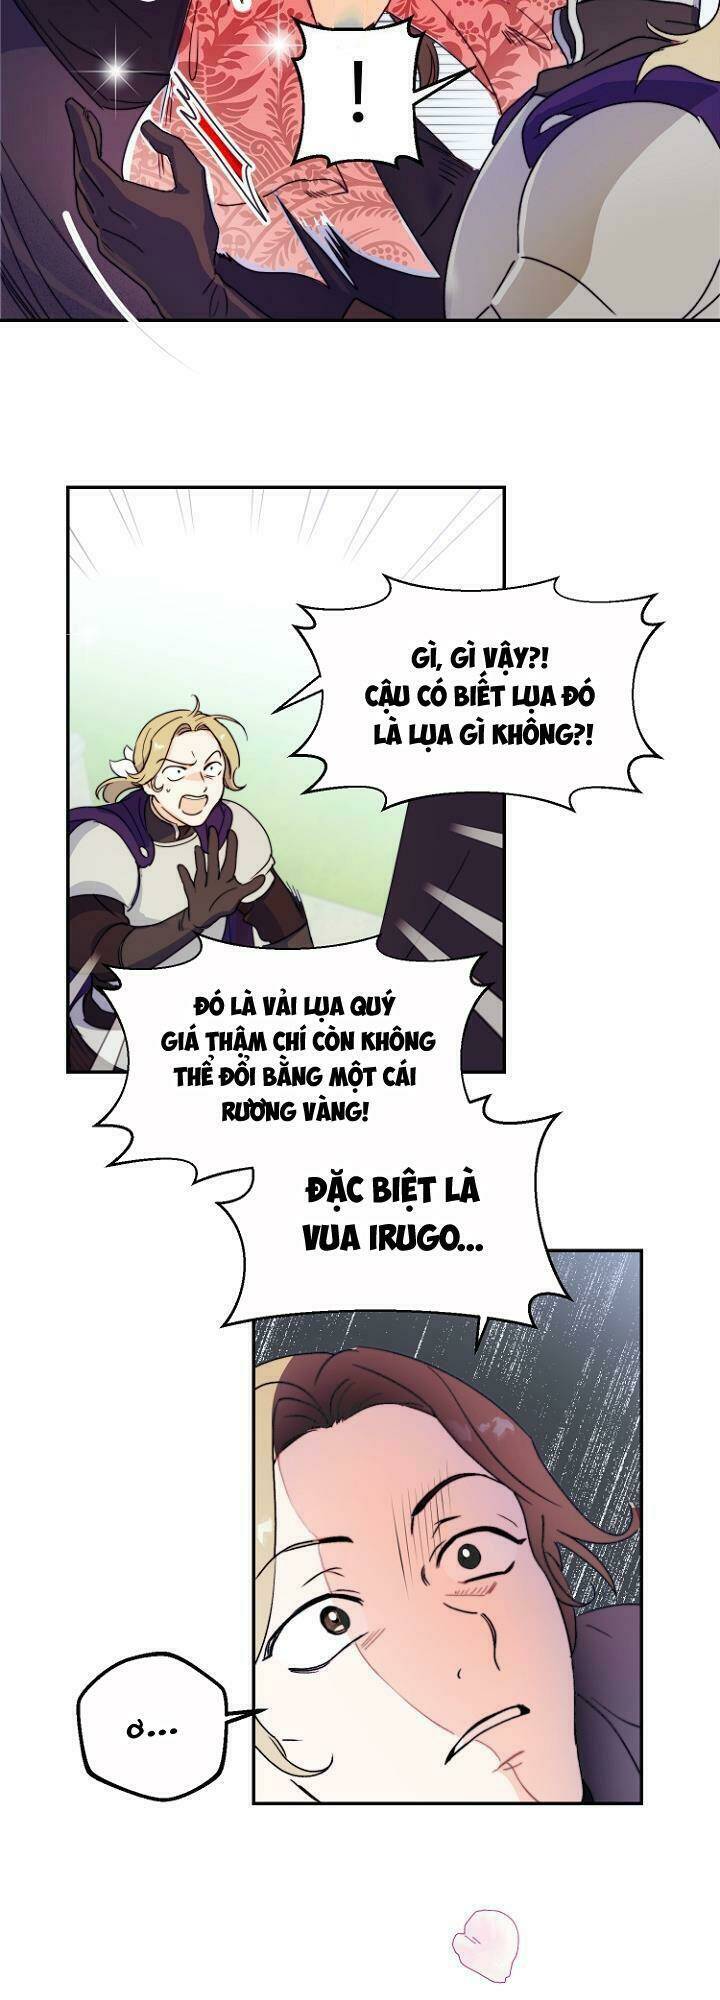 !
GÌ, GÌ VẬY?!
CẬU CÓ BIẾT LỤA ĐÓ
LÀ LỤA GÌ KHÔNG?!
ĐÓ LÀ VẢI LỤA QUÝ
GIÁ THẬM CHÍ CÒN KHÔNG
THỂ ĐỔI BẰNG MỘT CÁI
RƯƠNG VÀNG!
ĐẶC BIỆT LÀ
VUA IRUGO...
Ơ...